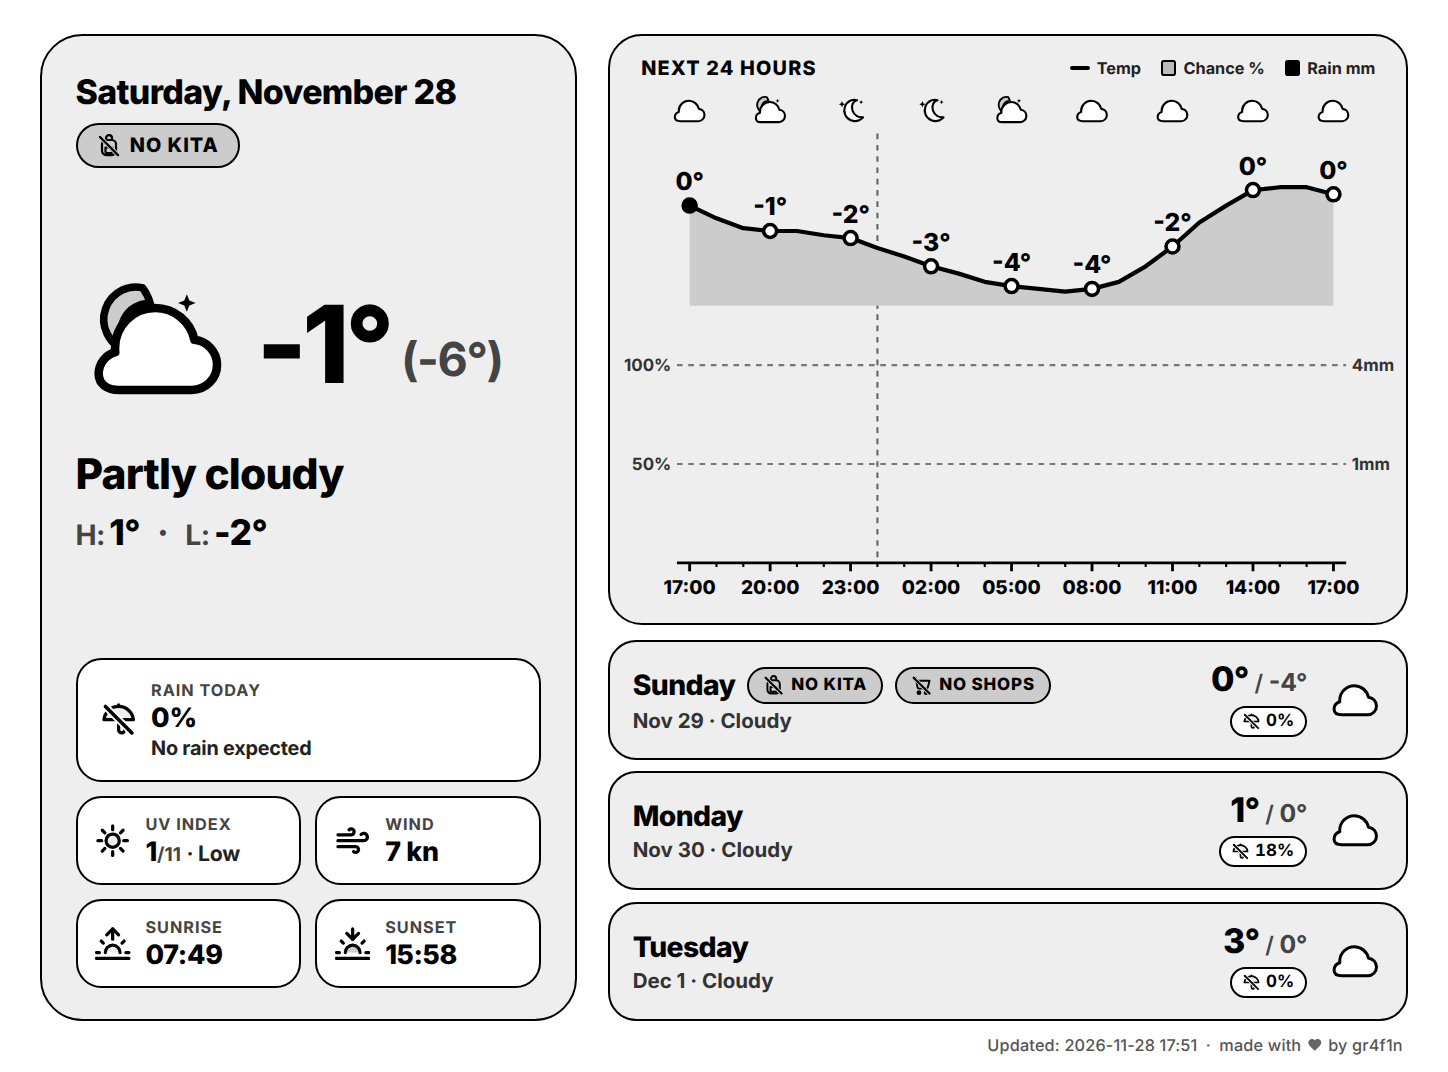 Saturday, November 28
NO KITA
-1° (-6°)
Partly cloudy
H: 1° · L: -2°
RAIN TODAY
0%
No rain expected
UV INDEX
1/11 · Low
WIND
7 kn
SUNRISE
07:49
SUNSET
15:58
NEXT 24 HOURS
Temp Chance % Rain mm
0° -1° -2° -3° -4° -4° -2° 0° 0°
100% 4mm
50% 1mm
17:00 20:00 23:00 02:00 05:00 08:00 11:00 14:00 17:00
Sunday NO KITA NO SHOPS
0° / -4°
Nov 29 · Cloudy
0%
Monday
1° / 0°
Nov 30 · Cloudy
18%
Tuesday
3° / 0°
Dec 1 · Cloudy
0%
Updated: 2026-11-28 17:51 · made with ♥ by gr4f1n